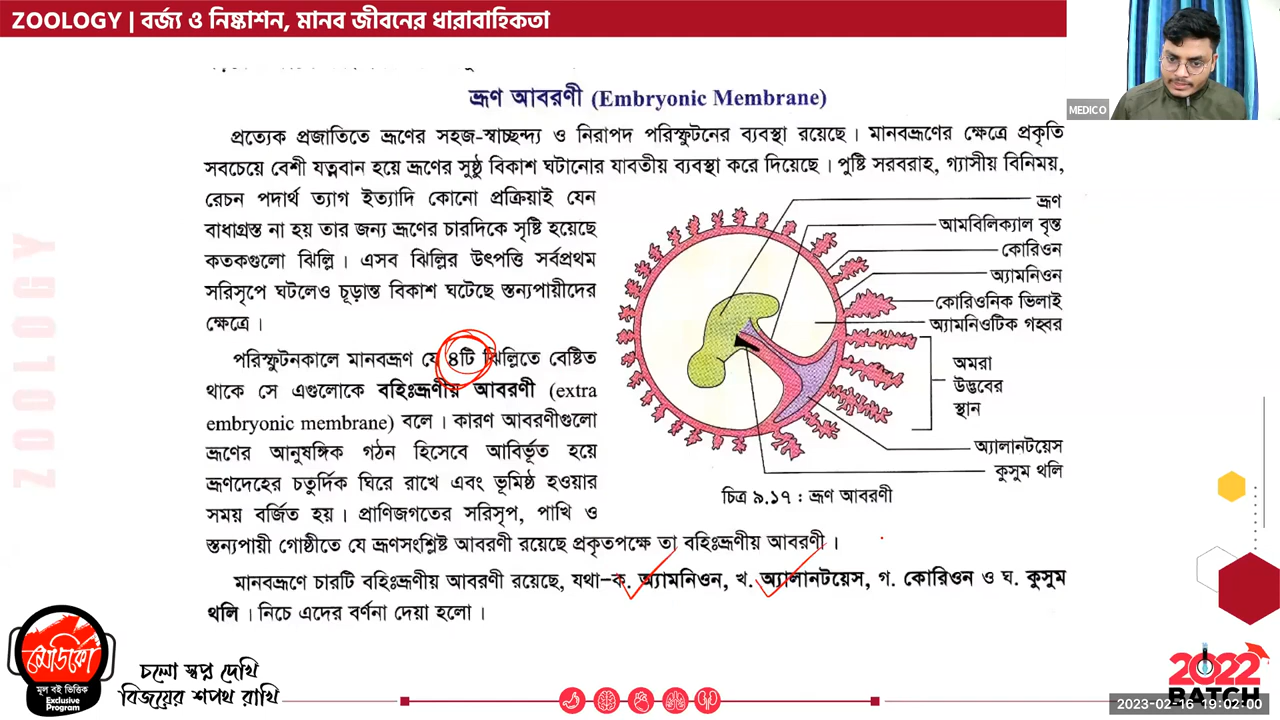 ZOOLOGY | বর্জ্য ও নিষ্কাশন, মানব জীবনের ধারাবাহিকতা
MEDICO
ভ্রূণ আবরণী (Embryonic Membrane)
প্রত্যেক প্রজাতিতে ভ্রূণের সহজ-স্বাচ্ছন্দ্য ও নিরাপদ পরিস্ফুটনের ব্যবস্থা রয়েছে। মানবভ্রূণের ক্ষেত্রে প্রকৃতি
সবচেয়ে বেশী যত্নবান হয়ে ভ্রূণের সুষ্ঠু বিকাশ ঘটানোর যাবতীয় ব্যবস্থা করে দিয়েছে। পুষ্টি সরবরাহ, গ্যাসীয় বিনিময়,
রেচন পদার্থ ত্যাগ ইত্যাদি কোনো প্রক্রিয়াই যেন
বাধাগ্রস্ত না হয় তার জন্য ভ্রূণের চারদিকে সৃষ্টি হয়েছে
কতকগুলো ঝিল্লি। এসব ঝিল্লির উৎপত্তি সর্বপ্রথম
সরিসৃপে ঘটলেও চূড়ান্ত বিকাশ ঘটেছে স্তন্যপায়ীদের
ক্ষেত্রে।
পরিস্ফুটনকালে মানবভ্রূণ যে ৪টি ঝিল্লিতে বেষ্টিত
থাকে সে এগুলোকে বহিঃভ্রূণীয় আবরণী (extra
embryonic membrane) বলে। কারণ আবরণীগুলো
ভ্রূণের আনুষঙ্গিক গঠন হিসেবে আবির্ভূত হয়ে
ভ্রূণদেহের চতুর্দিক ঘিরে রাখে এবং ভূমিষ্ঠ হওয়ার
সময় বর্জিত হয়। প্রাণিজগতের সরিসৃপ, পাখি ও
স্তন্যপায়ী গোষ্ঠীতে যে ভ্রূণসংশ্লিষ্ট আবরণী রয়েছে প্রকৃতপক্ষে তা বহিঃভ্রূণীয় আবরণী।
মানবভ্রূণে চারটি বহিঃভ্রূণীয় আবরণী রয়েছে, যথা–ক. অ্যামনিওন, খ. অ্যালানটয়েস, গ. কোরিওন ও ঘ. কুসুম
থলি। নিচে এদের বর্ণনা দেয়া হলো।
ভ্রূণ
আমবিলিক্যাল বৃন্ত
কোরিওন
অ্যামনিওন
কোরিওনিক ভিলাই
অ্যামনিওটিক গহ্বর
অমরা
উদ্ভবের
স্থান
অ্যালানটয়েস
কুসুম থলি
চিত্র ৯.১৭ : ভ্রূণ আবরণী
ZOOLOGY
মেডিকো
মূল বই ভিত্তিক
Exclusive
Program
চলো স্বপ্ন দেখি
বিজয়ের শপথ রাখি
2022
BATCH
2023-02-16 19:02:00